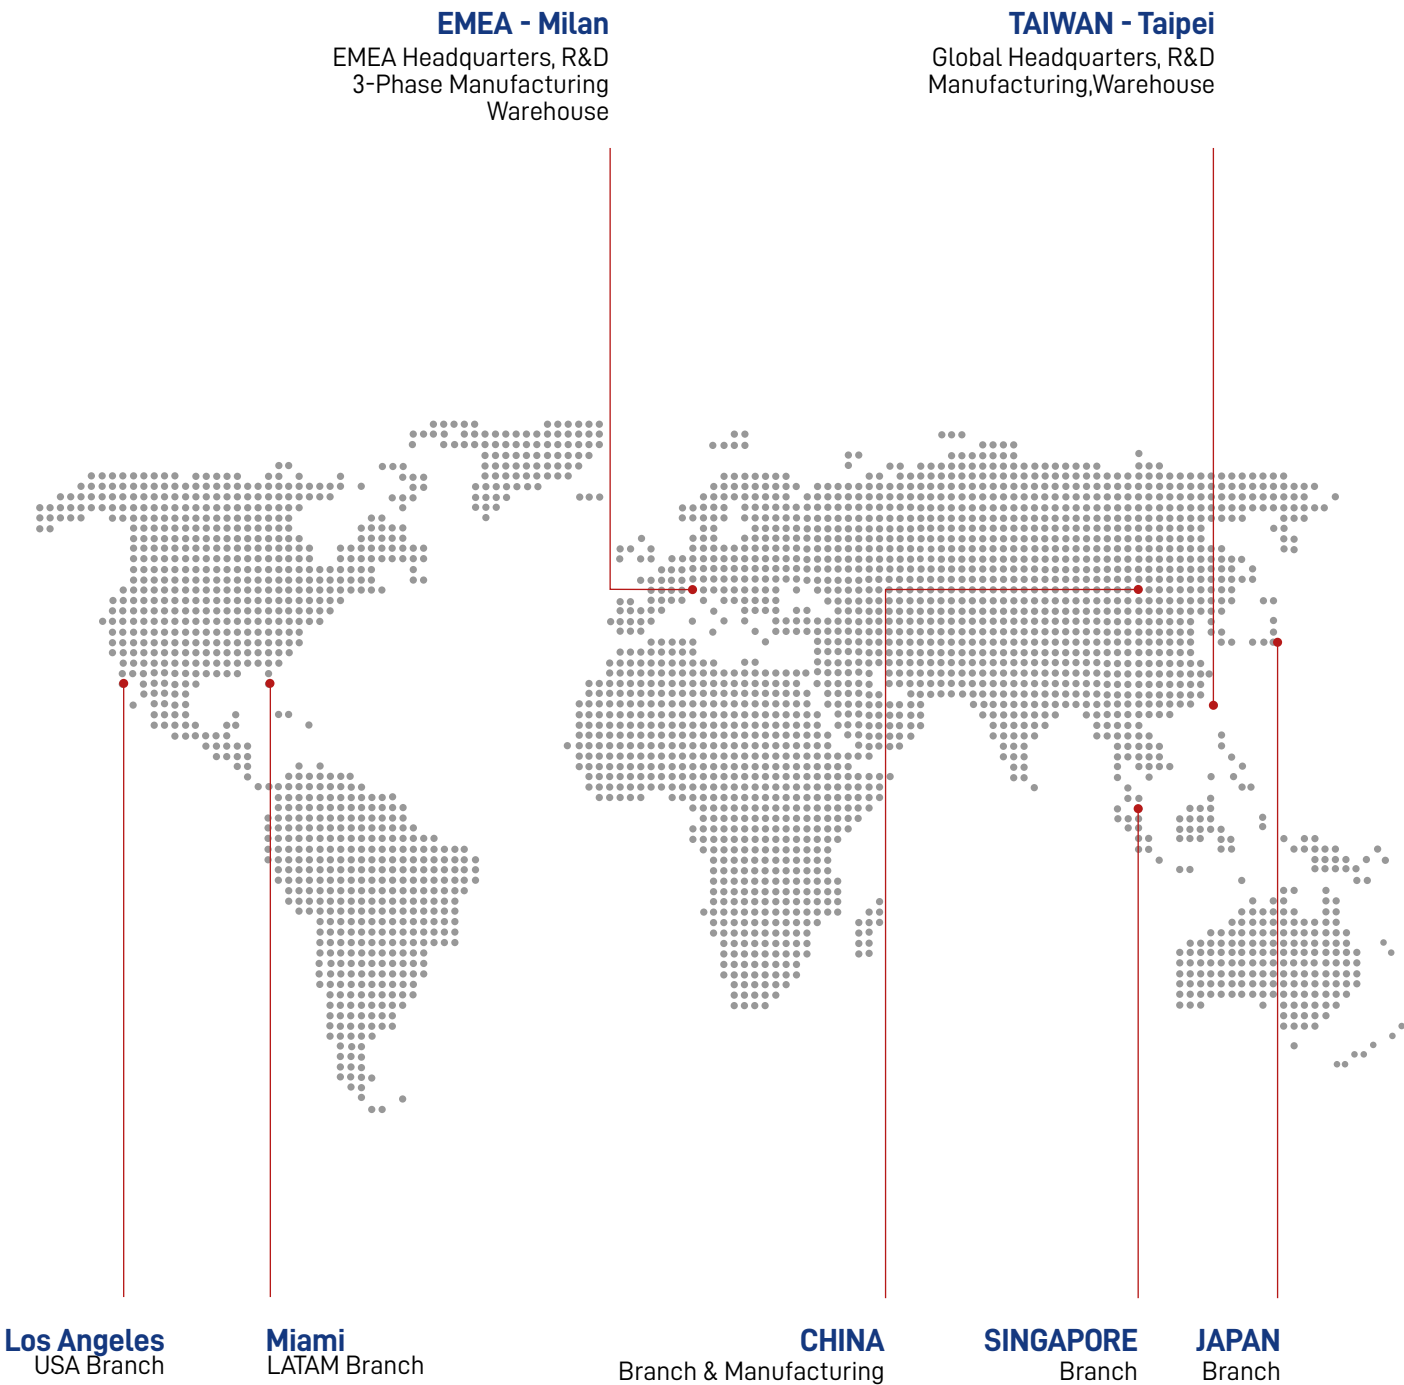 EMEA - Milan
EMEA Headquarters, R&D
3-Phase Manufacturing
Warehouse
TAIWAN - Taipei
Global Headquarters, R&D
Manufacturing,Warehouse
Los Angeles
USA Branch
Miami
LATAM Branch
CHINA
Branch & Manufacturing
SINGAPORE
Branch
JAPAN
Branch